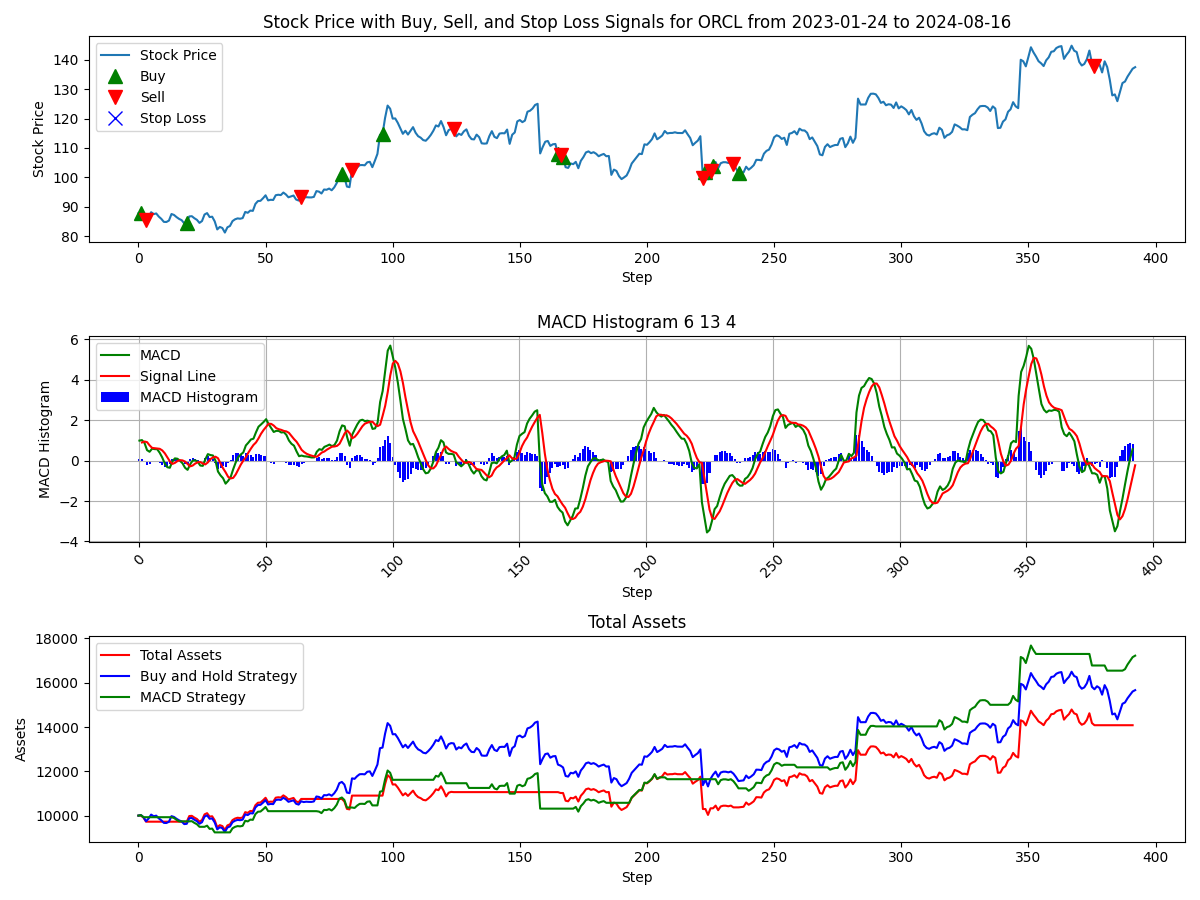 Stock Price with Buy, Sell, and Stop Loss Signals for ORCL from 2023-01-24 to 2024-08-16
Stock Price
140
130
120
110
100
90
80
Stock Price
Buy
Sell
Stop Loss
0 50 100 150 200 250 300 350 400
Step
MACD Histogram 6 13 4
MACD Histogram
6
4
2
0
−2
−4
MACD
Signal Line
MACD Histogram
0 50 100 150 200 250 300 350 400
Step
Total Assets
Assets
18000
16000
14000
12000
10000
Total Assets
Buy and Hold Strategy
MACD Strategy
0 50 100 150 200 250 300 350 400
Step